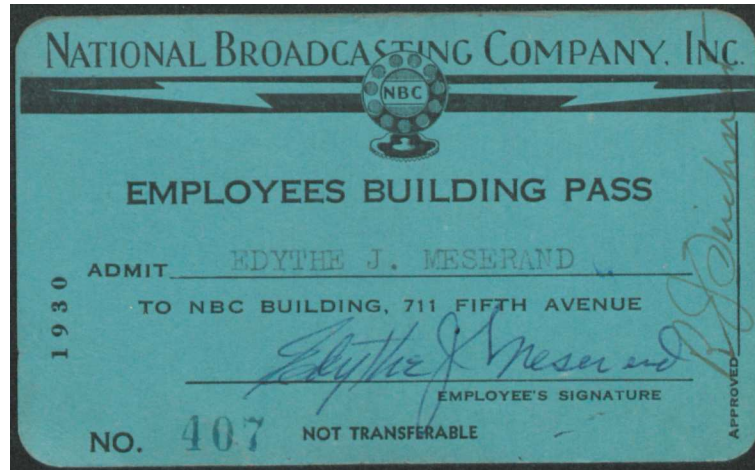 NATIONAL BROADCASTING COMPANY, INC.
NBC
EMPLOYEES BUILDING PASS
1930
ADMIT EDYTHE J. MESERAND
TO NBC BUILDING, 711 FIFTH AVENUE
Edythe J Meserand
EMPLOYEE'S SIGNATURE
NO. 407 NOT TRANSFERABLE
APPROVED